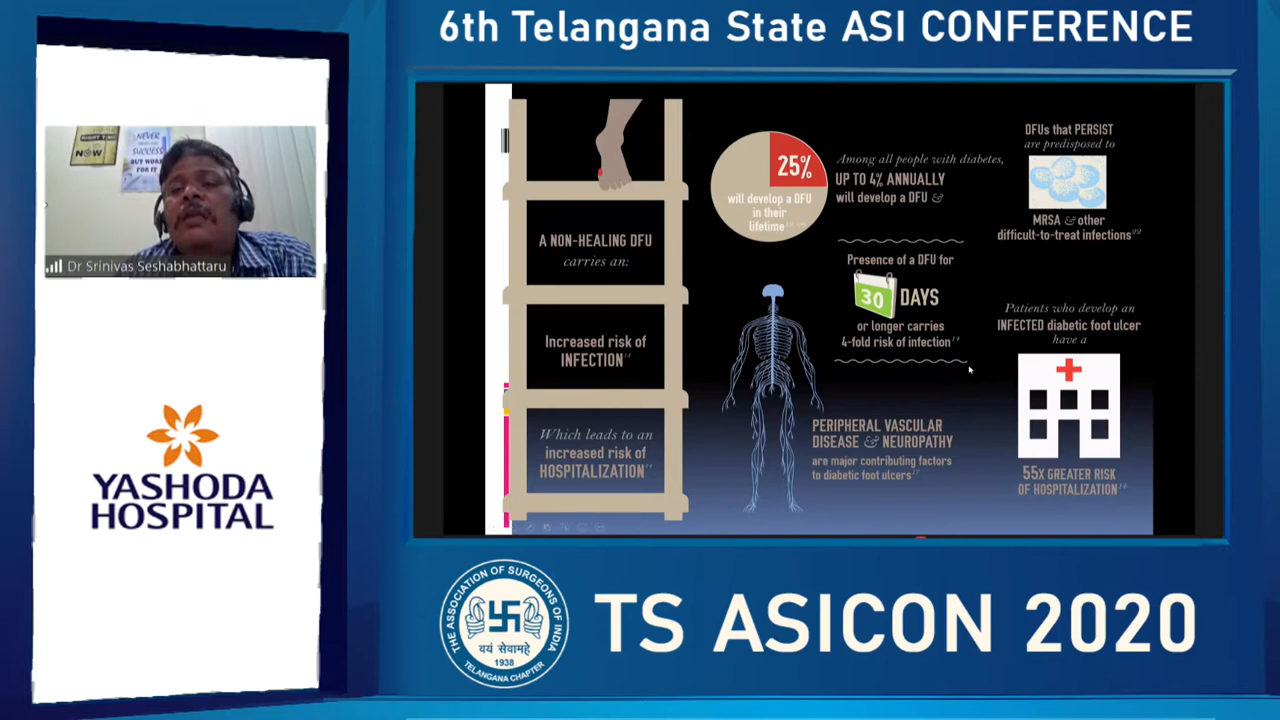 6th Telangana State ASI CONFERENCE
NOW
NEVER
SUCCESS
BUT WORK
FOR IT
Dr Srinivas Seshabhattaru
YASHODA
HOSPITAL
A NON-HEALING DFU
carries an:
Increased risk of
INFECTION
Which leads to an
increased risk of
HOSPITALIZATION
25%
will develop a DFU
in their
lifetime
Among all people with diabetes,
UP TO 4% ANNUALLY
will develop a DFU &
Presence of a DFU for
30 DAYS
or longer carries
4-fold risk of infection
PERIPHERAL VASCULAR
DISEASE & NEUROPATHY
are major contributing factors
to diabetic foot ulcers
DFUs that PERSIST
are predisposed to
MRSA & other
difficult-to-treat infections
Patients who develop an
INFECTED diabetic foot ulcer
have a
55X GREATER RISK
OF HOSPITALIZATION
THE ASSOCIATION OF SURGEONS OF INDIA
वयं सेवामहे
1938
TELANGANA CHAPTER
TS ASICON 2020